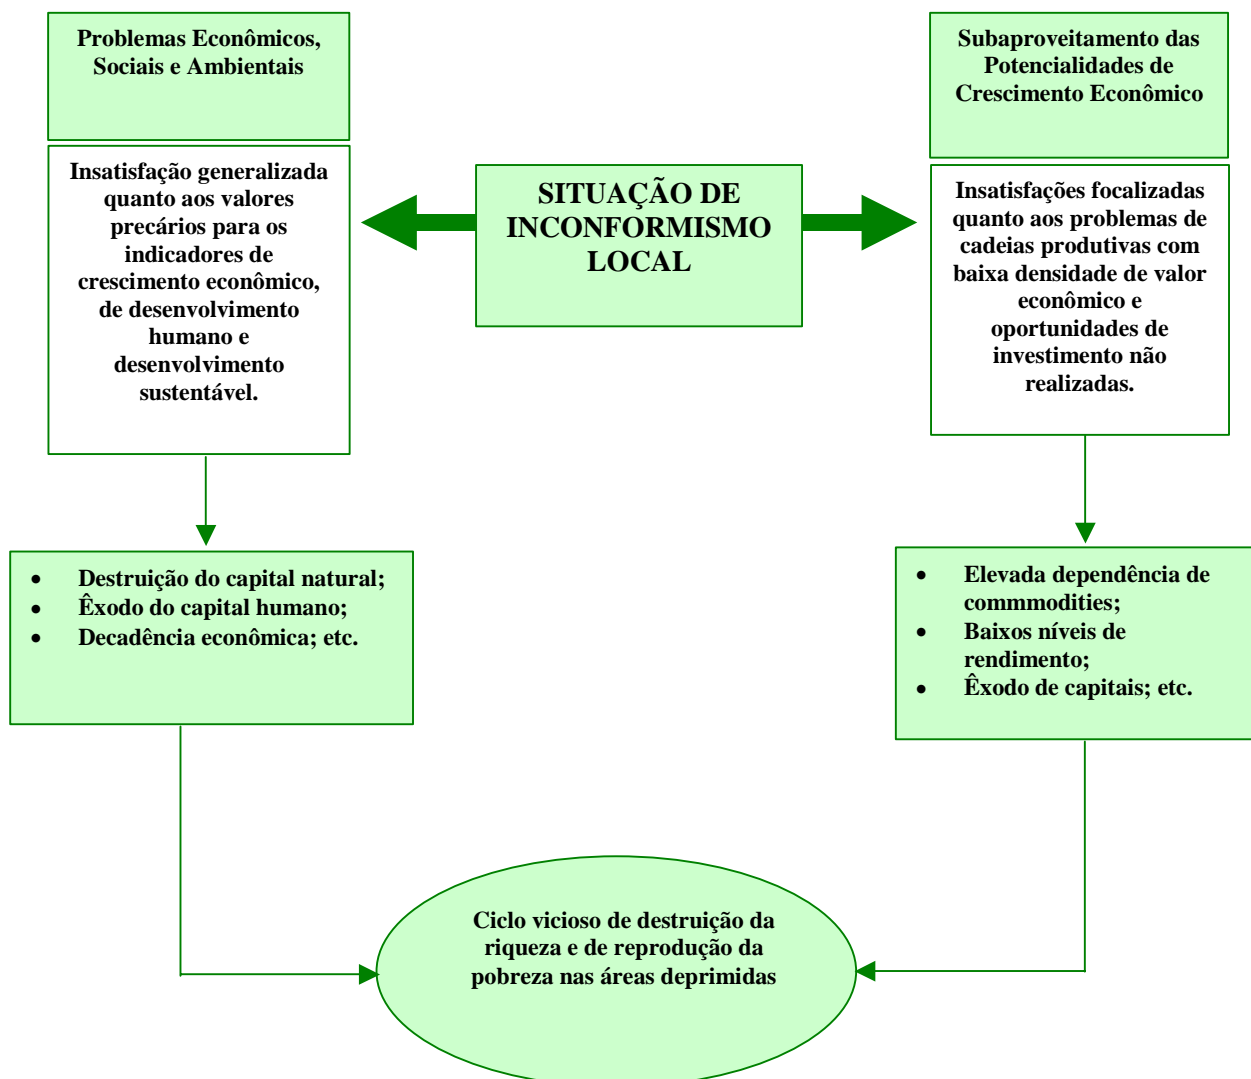 Problemas Econômicos,
Sociais e Ambientais
Insatisfação generalizada
quanto aos valores
precários para os
indicadores de
crescimento econômico,
de desenvolvimento
humano e
desenvolvimento
sustentável.
SITUAÇÃO DE
INCONFORMISMO
LOCAL
Subaproveitamento das
Potencialidades de
Crescimento Econômico
Insatisfações focalizadas
quanto aos problemas de
cadeias produtivas com
baixa densidade de valor
econômico e
oportunidades de
investimento não
realizadas.
• Destruição do capital natural;
• Êxodo do capital humano;
• Decadência econômica; etc.
• Elevada dependência de
commmodities;
• Baixos níveis de
rendimento;
• Êxodo de capitais; etc.
Ciclo vicioso de destruição da
riqueza e de reprodução da
pobreza nas áreas deprimidas